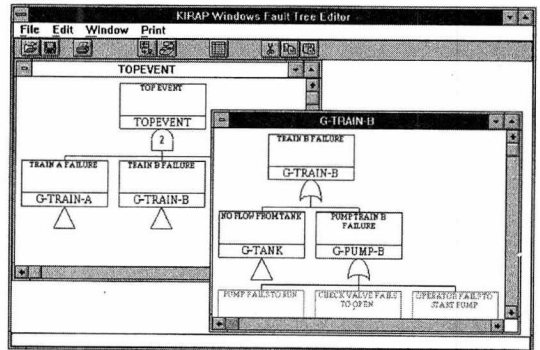 KIRAP Windows Fault Tree Editor
File Edit Window Print
TOPEVENT
TOP EVENT
TOPEVENT
2
TRAIN A FAILURE
G-TRAIN-A
TRAIN B FAILURE
G-TRAIN-B
G-TRAIN-B
TRAIN B FAILURE
G-TRAIN-B
NO FLOW FROM TANK
G-TANK
PUMP TRAIN B
FAILURE
G-PUMP-B
PUMP FAILS TO RUN
CHECK VALVE FAILS
TO OPEN
OPERATOR FAILS TO
START PUMP